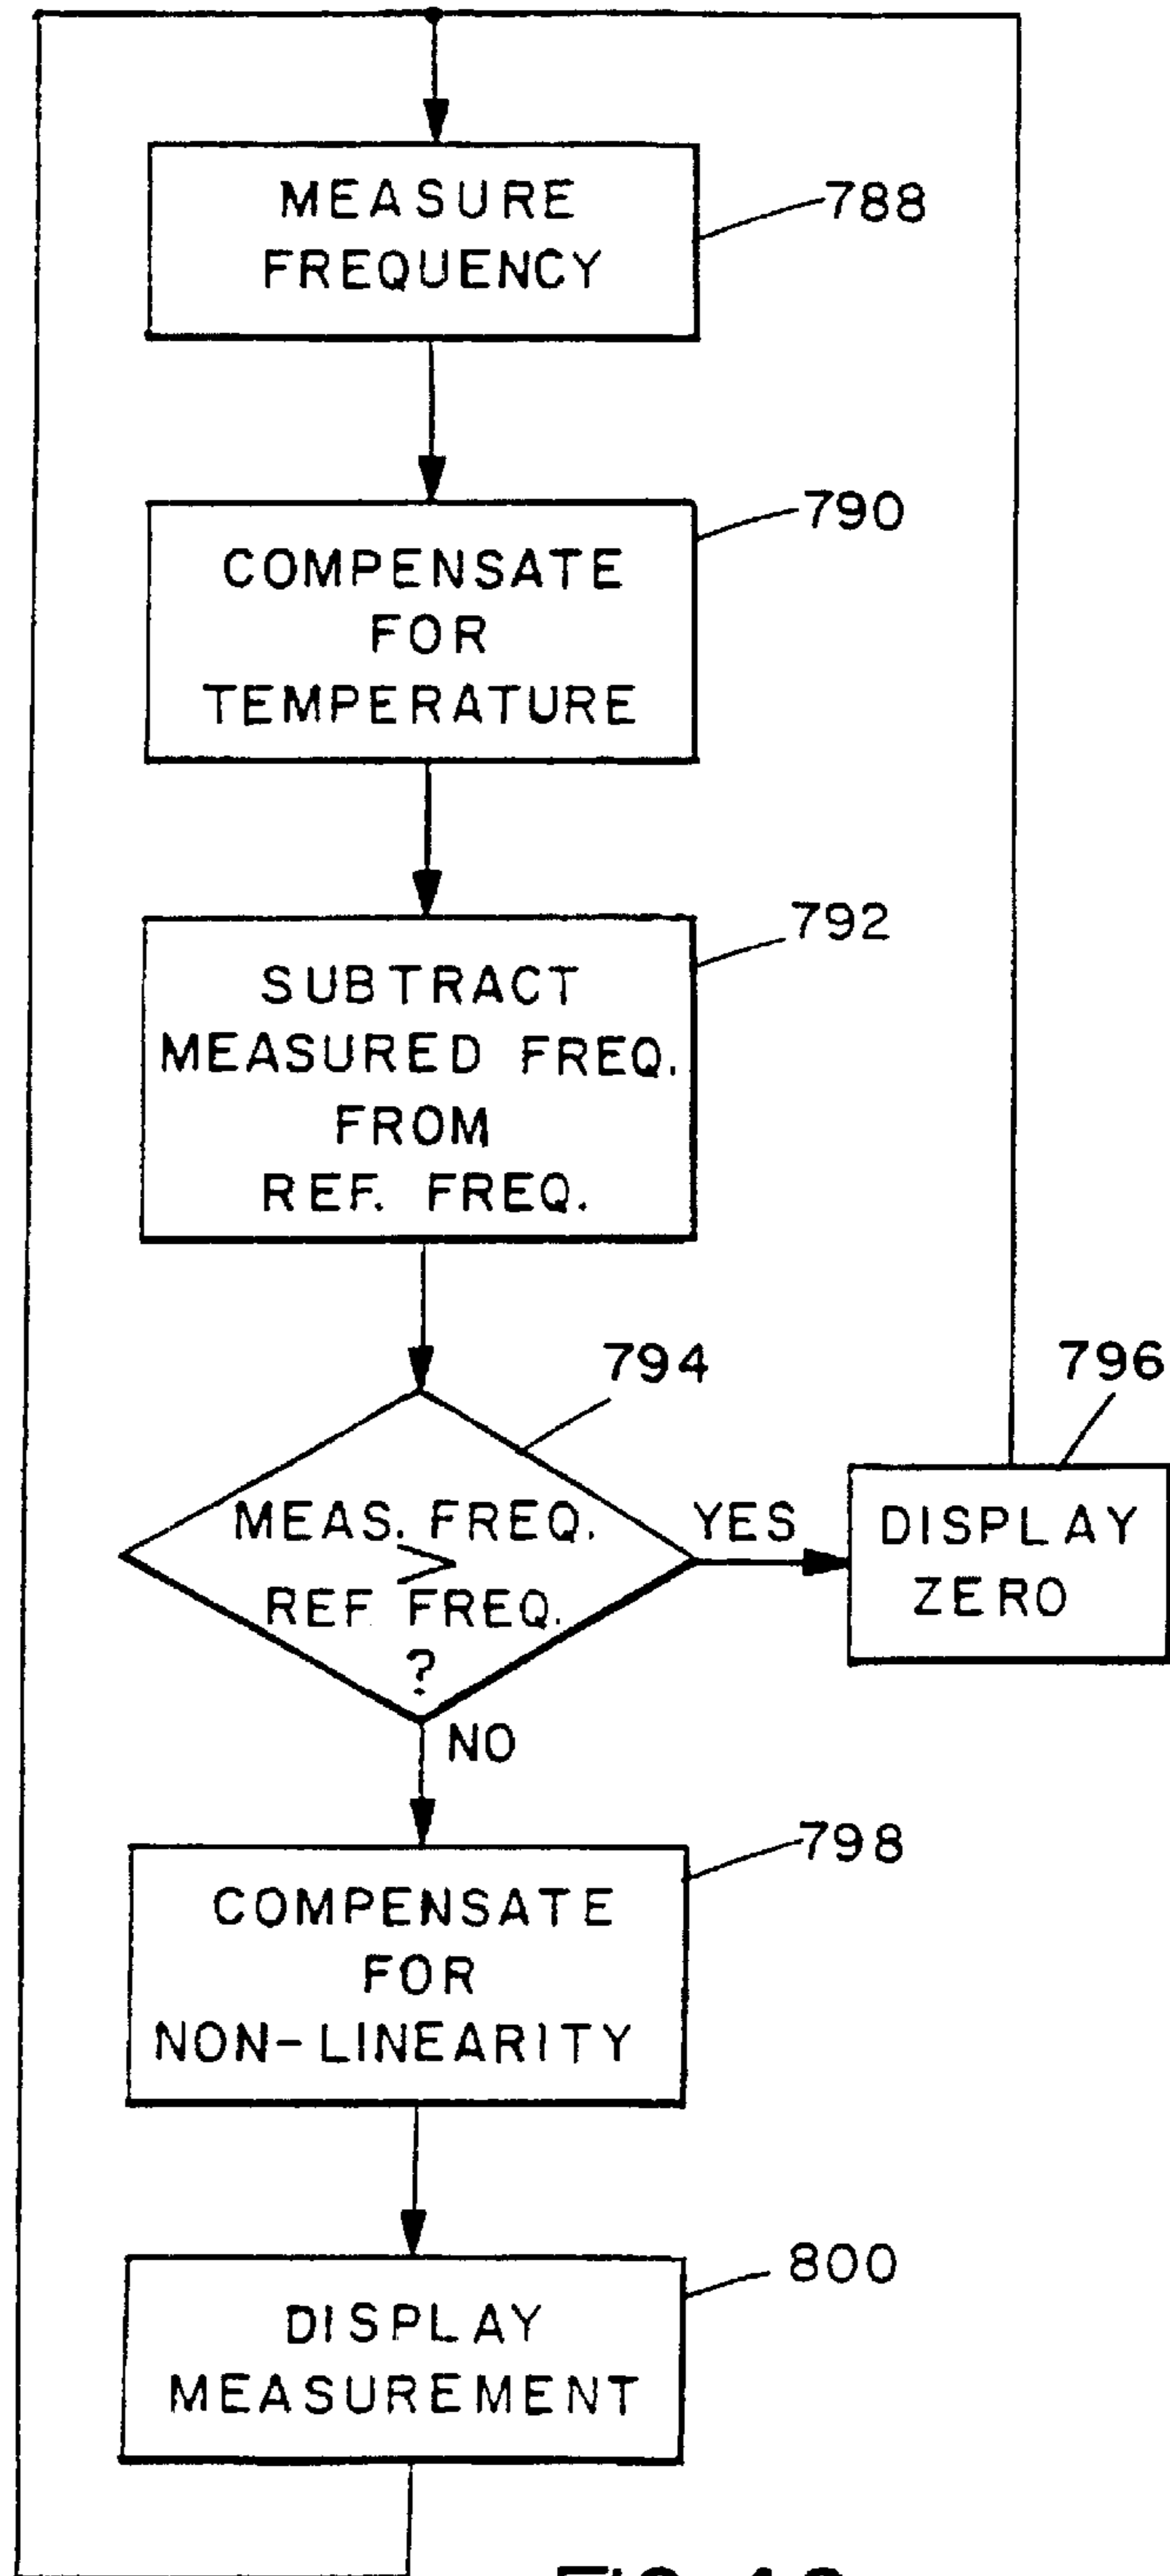 MEASURE
FREQUENCY
788
COMPENSATE
FOR
TEMPERATURE
790
SUBTRACT
MEASURED FREQ.
FROM
REF. FREQ.
792
794
MEAS. FREQ.
>
REF. FREQ.
?
YES
NO
796
DISPLAY
ZERO
798
COMPENSATE
FOR
NON-LINEARITY
800
DISPLAY
MEASUREMENT